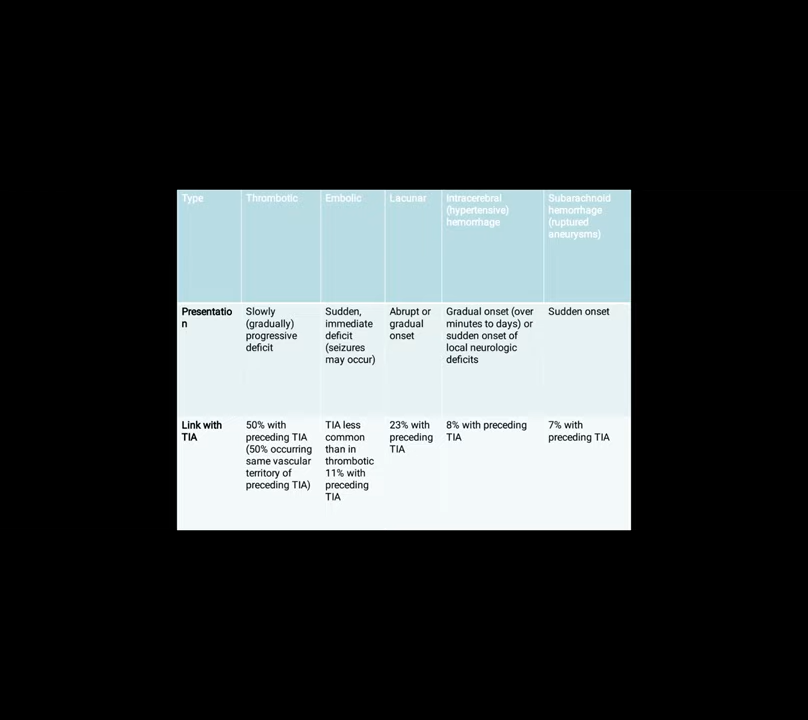 Type
Thrombotic
Embolic
Lacunar
Intracerebral
(hypertensive)
hemorrhage
Subarachnoid
hemorrhage
(ruptured
aneurysms)
Presentatio
n
Slowly
(gradually)
progressive
deficit
Sudden,
immediate
deficit
(seizures
may occur)
Abrupt or
gradual
onset
Gradual onset (over
minutes to days) or
sudden onset of
local neurologic
deficits
Sudden onset
Link with
TIA
50% with
preceding TIA
(50% occurring
same vascular
territory of
preceding TIA)
TIA less
common
than in
thrombotic
11% with
preceding
TIA
23% with
preceding
TIA
8% with preceding
TIA
7% with
preceding TIA